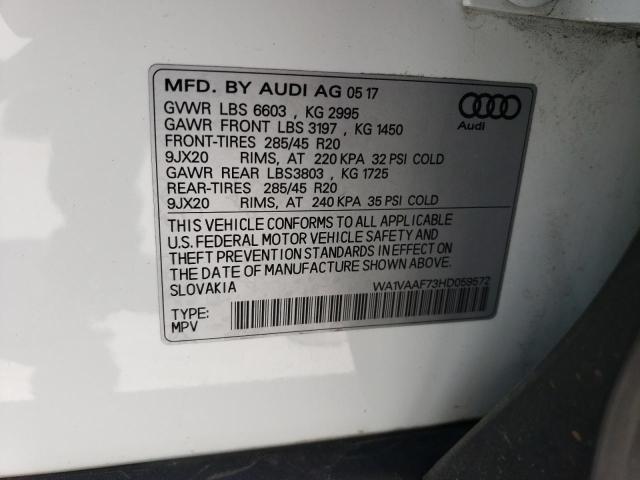 MFD. BY AUDI AG 05 17
GVWR LBS 6603 , KG 2995
GAWR FRONT LBS 3197 , KG 1450
FRONT-TIRES 285/45 R20
9JX20 RIMS, AT 220 KPA 32 PSI COLD
GAWR REAR LBS3803 , KG 1725
REAR-TIRES 285/45 R20
9JX20 RIMS, AT 240 KPA 35 PSI COLD
Audi
THIS VEHICLE CONFORMS TO ALL APPLICABLE
U.S. FEDERAL MOTOR VEHICLE SAFETY AND
THEFT PREVENTION STANDARDS IN EFFECT ON
THE DATE OF MANUFACTURE SHOWN ABOVE.
SLOVAKIA
WA1VAAF73HD059572
TYPE:
MPV